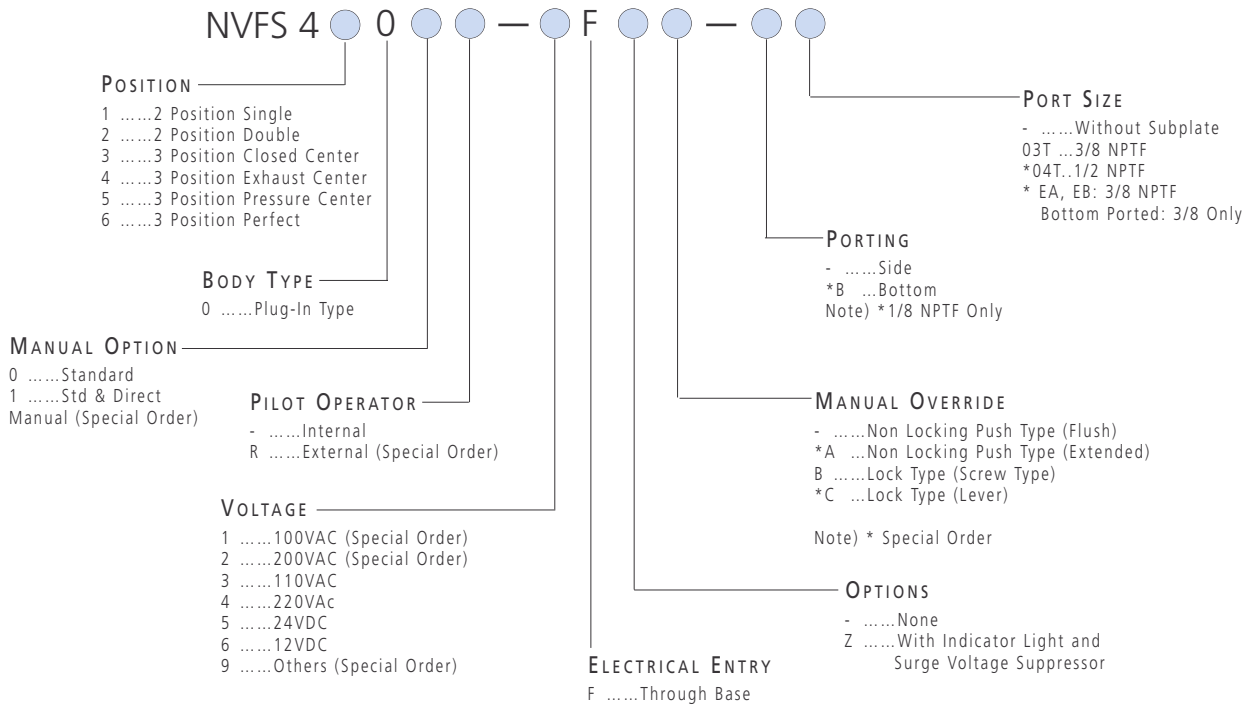 NVFS 4 0 — F —
POSITION
1 ......2 Position Single
2 ......2 Position Double
3 ......3 Position Closed Center
4 ......3 Position Exhaust Center
5 ......3 Position Pressure Center
6 ......3 Position Perfect
BODY TYPE
0 ......Plug-In Type
MANUAL OPTION
0 ......Standard
1 ......Std & Direct
Manual (Special Order)
PILOT OPERATOR
- ......Internal
R ......External (Special Order)
VOLTAGE
1 ......100VAC (Special Order)
2 ......200VAC (Special Order)
3 ......110VAC
4 ......220VAc
5 ......24VDC
6 ......12VDC
9 ......Others (Special Order)
ELECTRICAL ENTRY
F ......Through Base
OPTIONS
- ......None
Z ......With Indicator Light and
Surge Voltage Suppressor
MANUAL OVERRIDE
- ......Non Locking Push Type (Flush)
*A ...Non Locking Push Type (Extended)
B ......Lock Type (Screw Type)
*C ...Lock Type (Lever)
Note) * Special Order
PORTING
- ......Side
*B ...Bottom
Note) *1/8 NPTF Only
PORT SIZE
- ......Without Subplate
03T ...3/8 NPTF
*04T..1/2 NPTF
* EA, EB: 3/8 NPTF
Bottom Ported: 3/8 Only